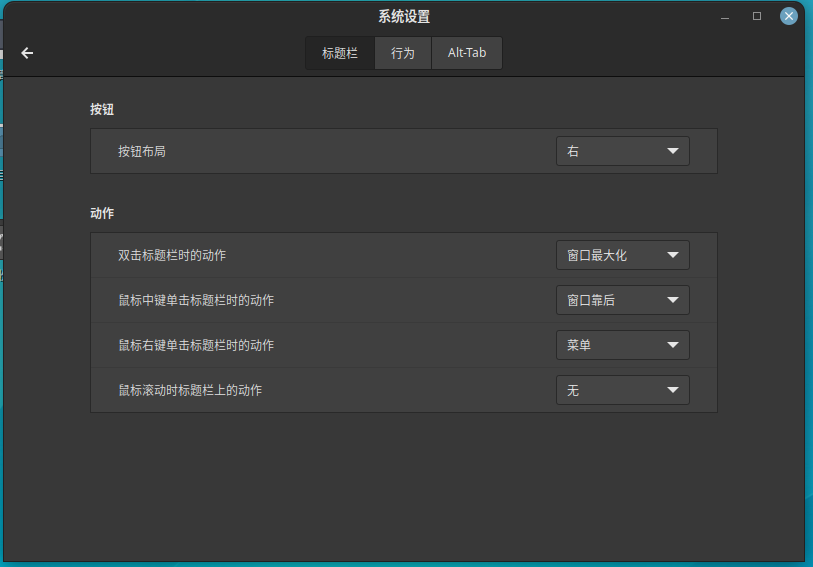 系统设置
标题栏 行为 Alt-Tab
按钮
按钮布局 右
动作
双击标题栏时的动作 窗口最大化
鼠标中键单击标题栏时的动作 窗口靠后
鼠标右键单击标题栏时的动作 菜单
鼠标滚动时标题栏上的动作 无